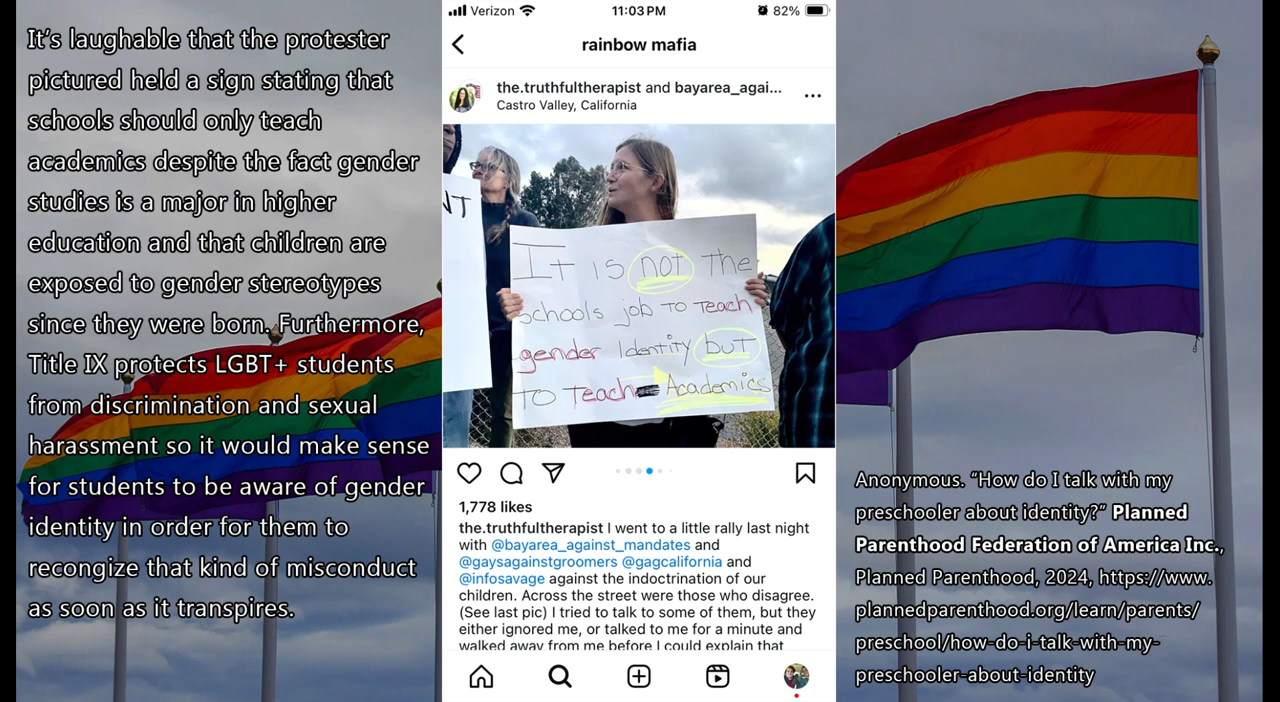 It's laughable that the protester
pictured held a sign stating that
schools should only teach
academics despite the fact gender
studies is a major in higher
education and that children are
exposed to gender stereotypes
since they were born. Furthermore,
Title IX protects LGBT+ students
from discrimination and sexual
harassment so it would make sense
for students to be aware of gender
identity in order for them to
recongize that kind of misconduct
as soon as it transpires.
Verizon 11:03 PM 82%
rainbow mafia
the.truthfultherapist and bayarea_agai...
Castro Valley, California
NT
It is not the
schools job to teach
gender Identity but
To Teach Academics
1,778 likes
the.truthfultherapist I went to a little rally last night
with @bayarea_against_mandates and
@gaysagainstgroomers @gagcalifornia and
@infosavage against the indoctrination of our
children. Across the street were those who disagree.
(See last pic) I tried to talk to some of them, but they
either ignored me, or talked to me for a minute and
walked away from me before I could explain that
Anonymous. "How do I talk with my
preschooler about identity?" Planned
Parenthood Federation of America Inc.,
Planned Parenthood, 2024, https://www.
plannedparenthood.org/learn/parents/
preschool/how-do-i-talk-with-my-
preschooler-about-identity